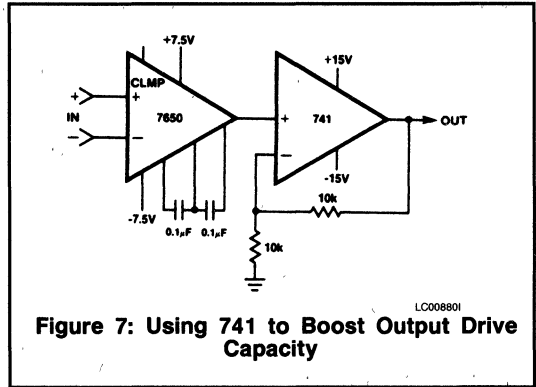 +7.5V
+15V
CLMP
+
+
+
IN
7650
741
OUT
−
−
−
-15V
-7.5V
10k
0.1μF 0.1μF
10k
LC00880I
Figure 7: Using 741 to Boost Output Drive
Capacity